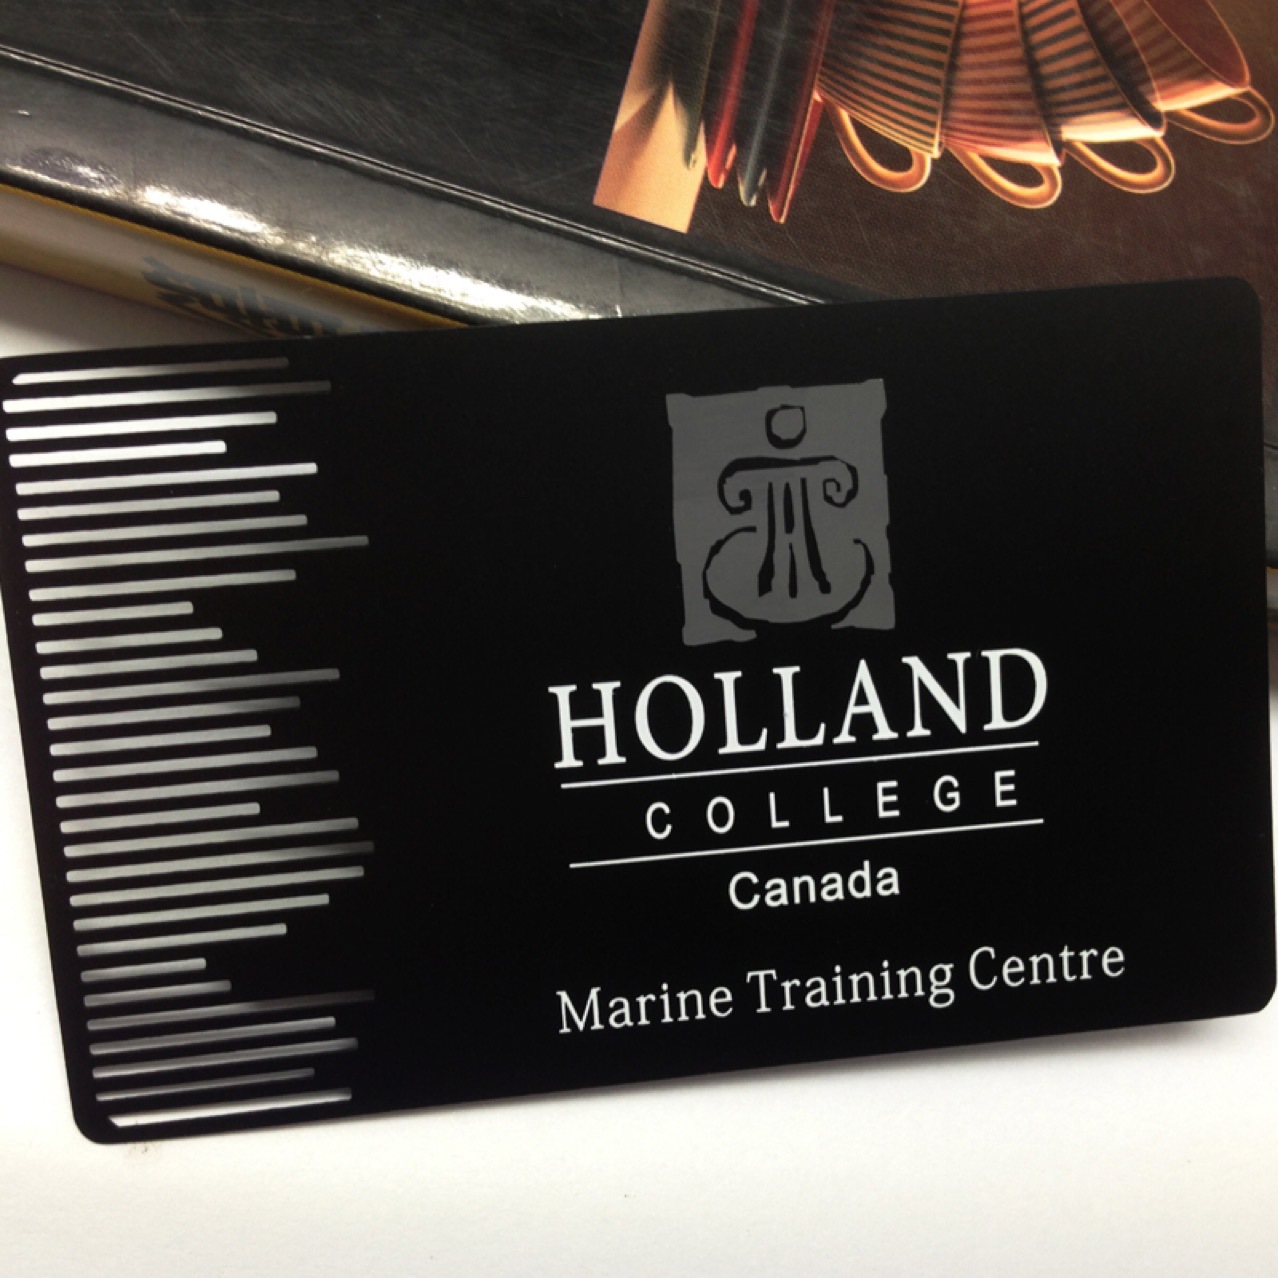 HOLLAND
COLLEGE
Canada
Marine Training Centre